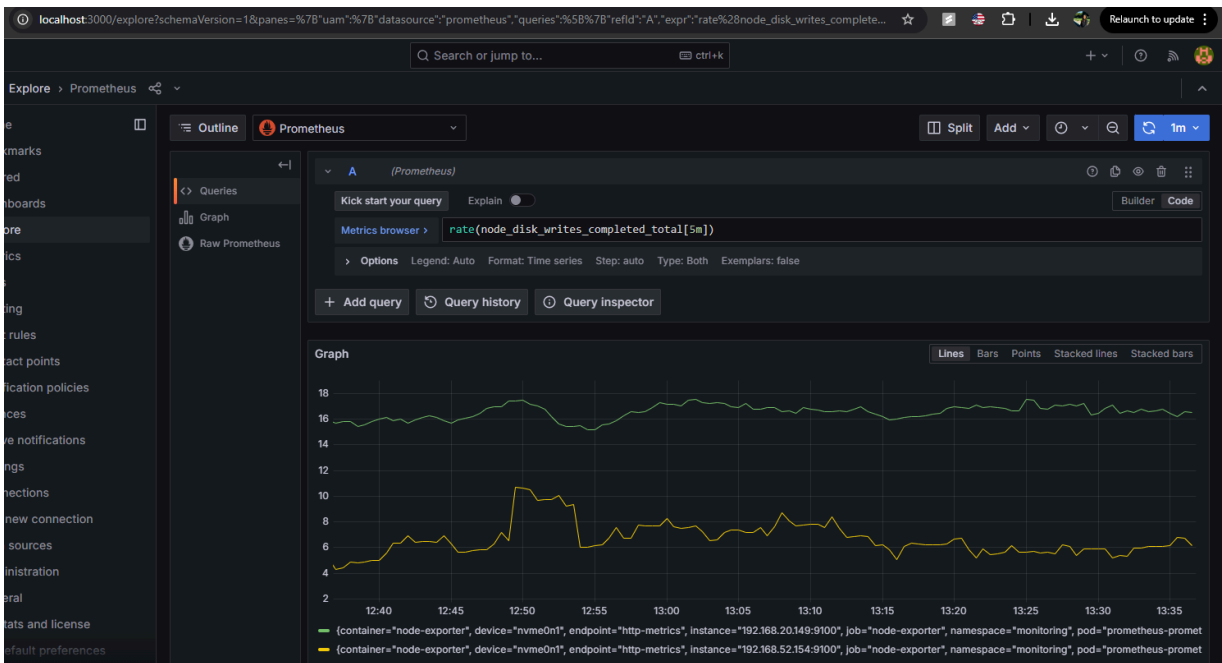 localhost:3000/explore?schemaVersion=1&panes=%7B"uam":%7B"datasource":"prometheus","queries":%5B%7B"refId":"A","expr":"rate%28node_disk_writes_complete... Relaunch to update
Search or jump to... ctrl+k
Explore › Prometheus
e
kmarks
red
nboards
ore
rics
s
ting
t rules
tact points
ification policies
nces
ve notifications
ngs
nections
new connection
sources
inistration
eral
tats and license
efault preferences
Outline Prometheus Split Add 1m
Queries
Graph
Raw Prometheus
A (Prometheus)
Kick start your query Explain Builder Code
Metrics browser > rate(node_disk_writes_completed_total[5m])
> Options Legend: Auto Format: Time series Step: auto Type: Both Exemplars: false
+ Add query Query history Query inspector
Graph Lines Bars Points Stacked lines Stacked bars
18
16
14
12
10
8
6
4
2
12:40 12:45 12:50 12:55 13:00 13:05 13:10 13:15 13:20 13:25 13:30 13:35
{container="node-exporter", device="nvme0n1", endpoint="http-metrics", instance="192.168.20.149:9100", job="node-exporter", namespace="monitoring", pod="prometheus-promet
{container="node-exporter", device="nvme0n1", endpoint="http-metrics", instance="192.168.52.154:9100", job="node-exporter", namespace="monitoring", pod="prometheus-promet